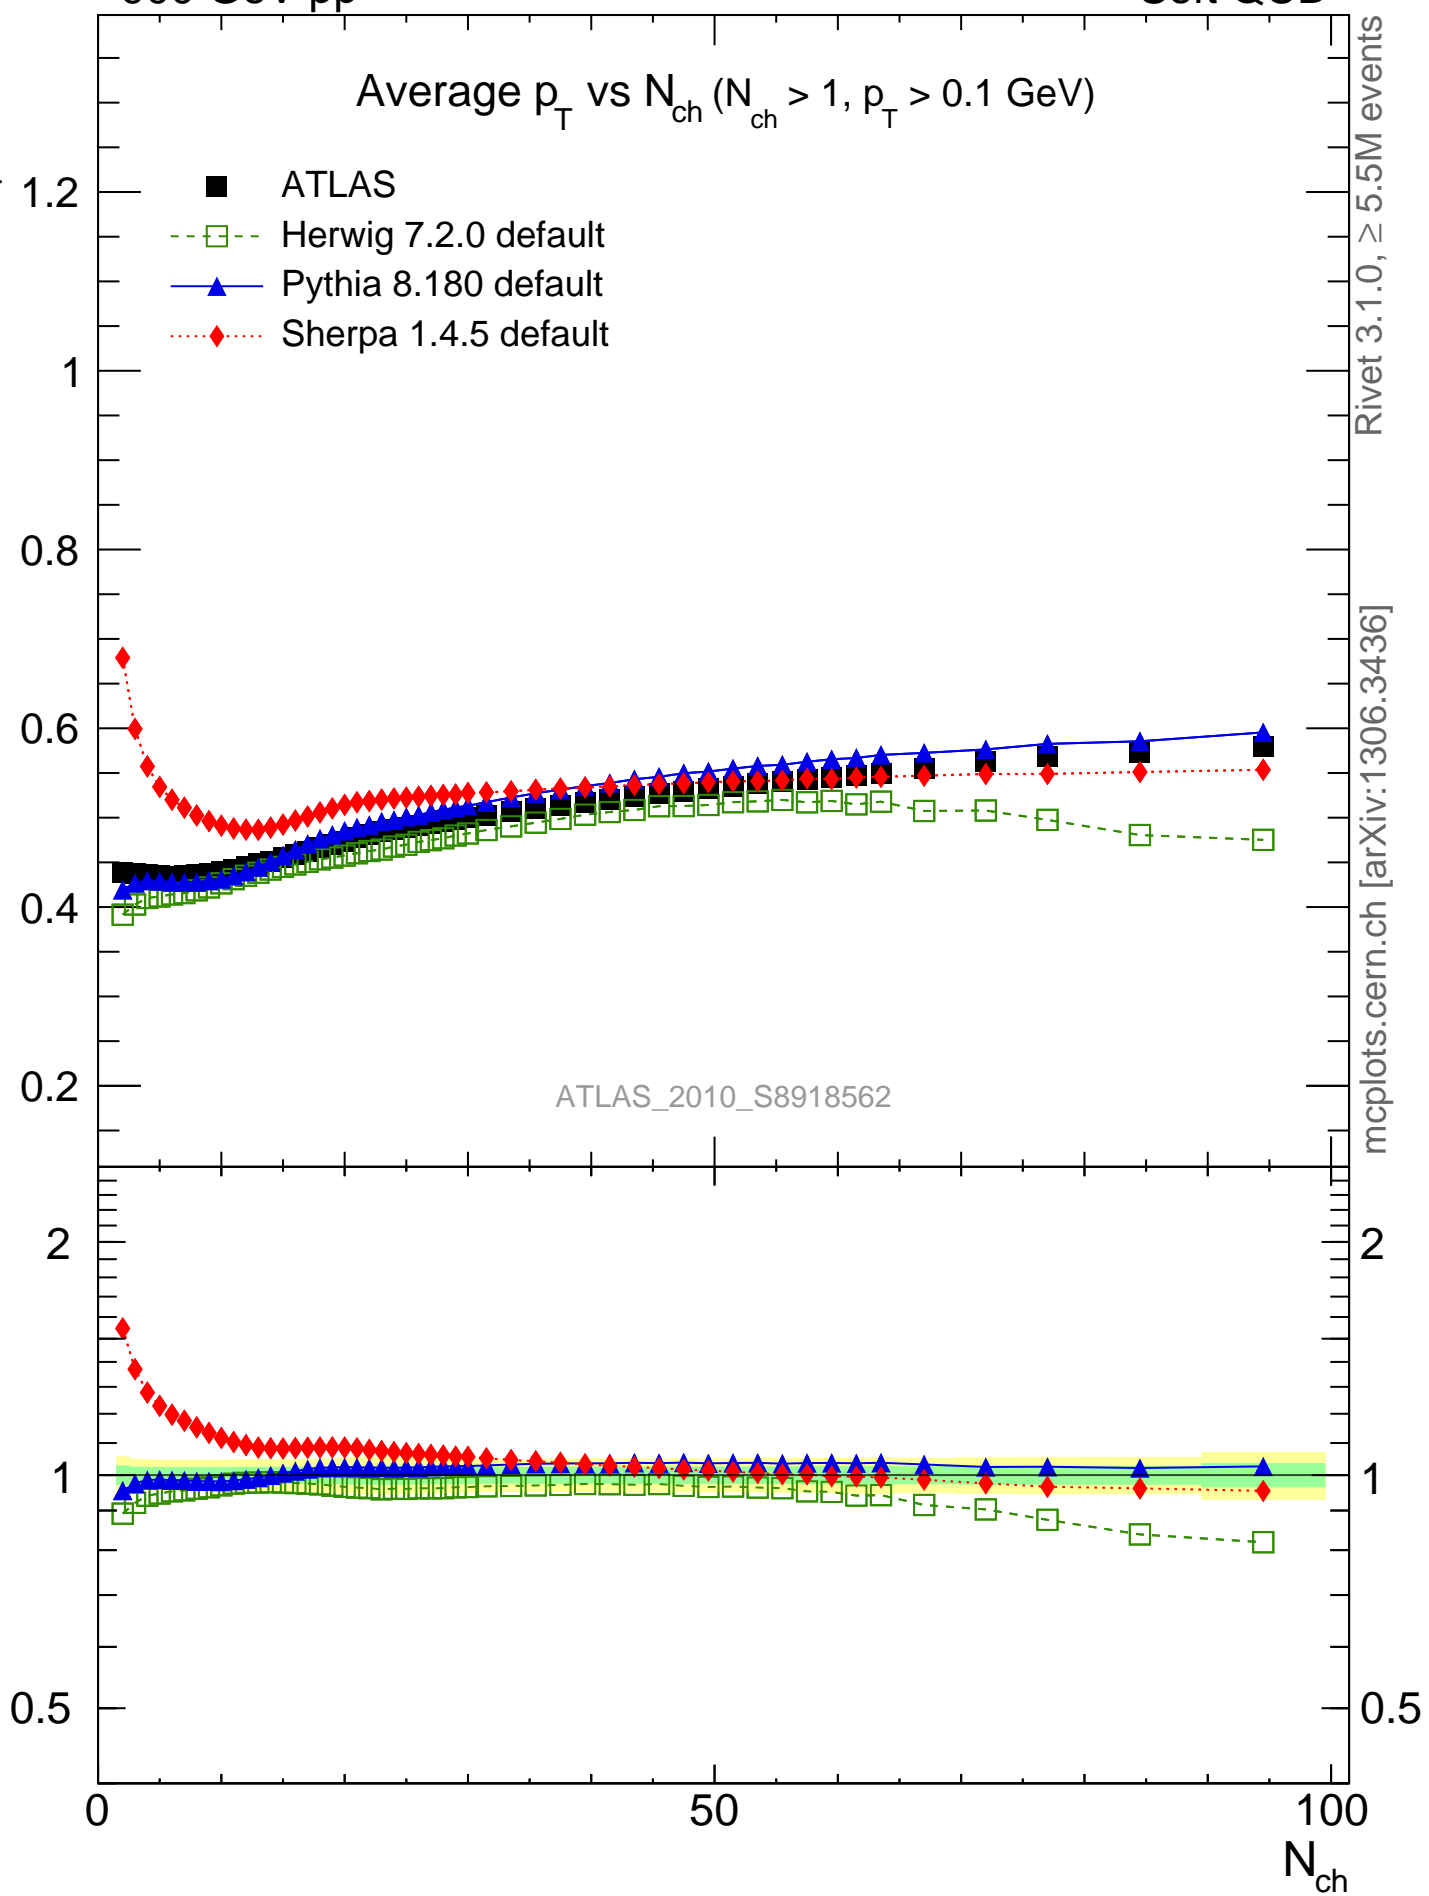 Average p_T vs N_ch (N_ch > 1, p_T > 0.1 GeV)
ATLAS
Herwig 7.2.0 default
Pythia 8.180 default
Sherpa 1.4.5 default
1.2
1
0.8
0.6
0.4
0.2
ATLAS_2010_S8918562
Rivet 3.1.0, ≥ 5.5M events
mcplots.cern.ch [arXiv:1306.3436]
2
1
0.5
2
1
0.5
0
50
100
N_ch